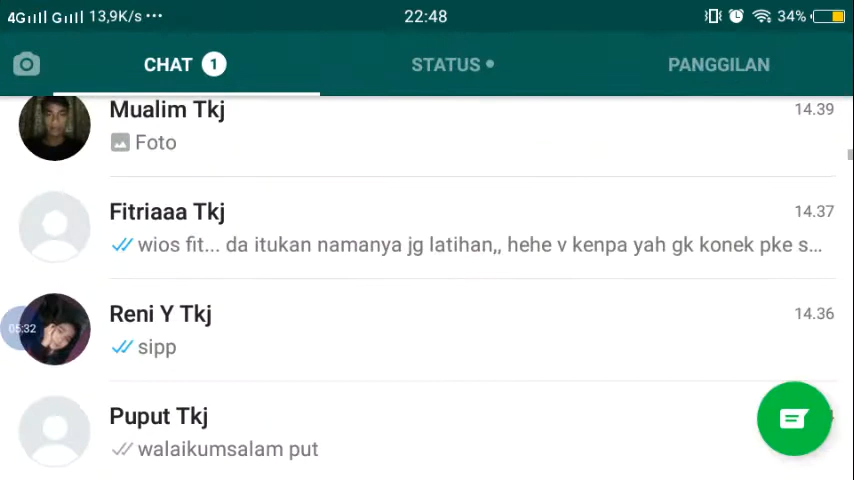 4G 13,9K/s ••• 22:48 34%
CHAT 1 STATUS • PANGGILAN
Mualim Tkj 14.39
Foto
Fitriaaa Tkj 14.37
wios fit... da itukan namanya jg latihan,, hehe v kenpa yah gk konek pke s...
05:32
Reni Y Tkj 14.36
sipp
Puput Tkj
walaikumsalam put